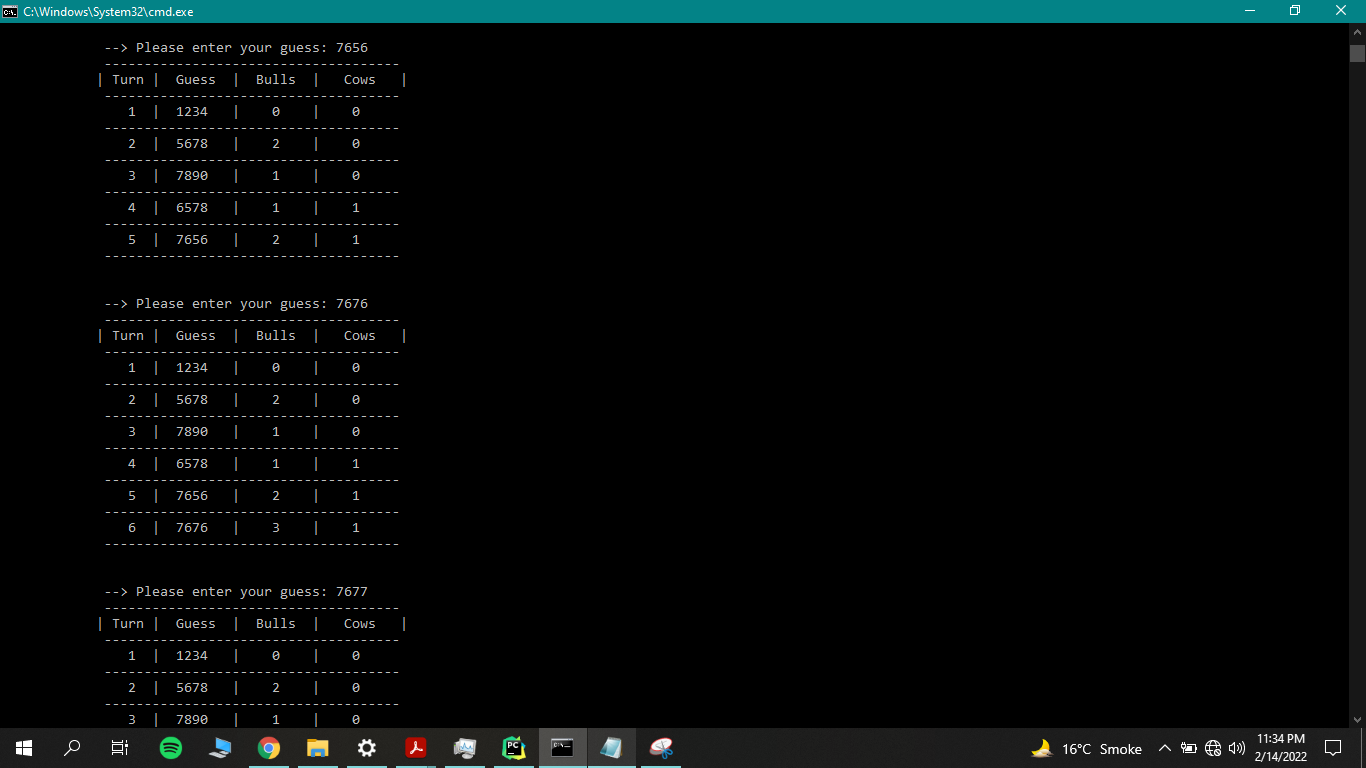 C:\Windows\System32\cmd.exe
--> Please enter your guess: 7656
-------------------------------------
| Turn |  Guess  |  Bulls  |   Cows   |
-------------------------------------
1  |  1234   |    0    |    0
-------------------------------------
2  |  5678   |    2    |    0
-------------------------------------
3  |  7890   |    1    |    0
-------------------------------------
4  |  6578   |    1    |    1
-------------------------------------
5  |  7656   |    2    |    1
-------------------------------------
--> Please enter your guess: 7676
-------------------------------------
| Turn |  Guess  |  Bulls  |   Cows   |
-------------------------------------
1  |  1234   |    0    |    0
-------------------------------------
2  |  5678   |    2    |    0
-------------------------------------
3  |  7890   |    1    |    0
-------------------------------------
4  |  6578   |    1    |    1
-------------------------------------
5  |  7656   |    2    |    1
-------------------------------------
6  |  7676   |    3    |    1
-------------------------------------
--> Please enter your guess: 7677
-------------------------------------
| Turn |  Guess  |  Bulls  |   Cows   |
-------------------------------------
1  |  1234   |    0    |    0
-------------------------------------
2  |  5678   |    2    |    0
-------------------------------------
3  |  7890   |    1    |    0
PC
16°C Smoke
11:34 PM
2/14/2022